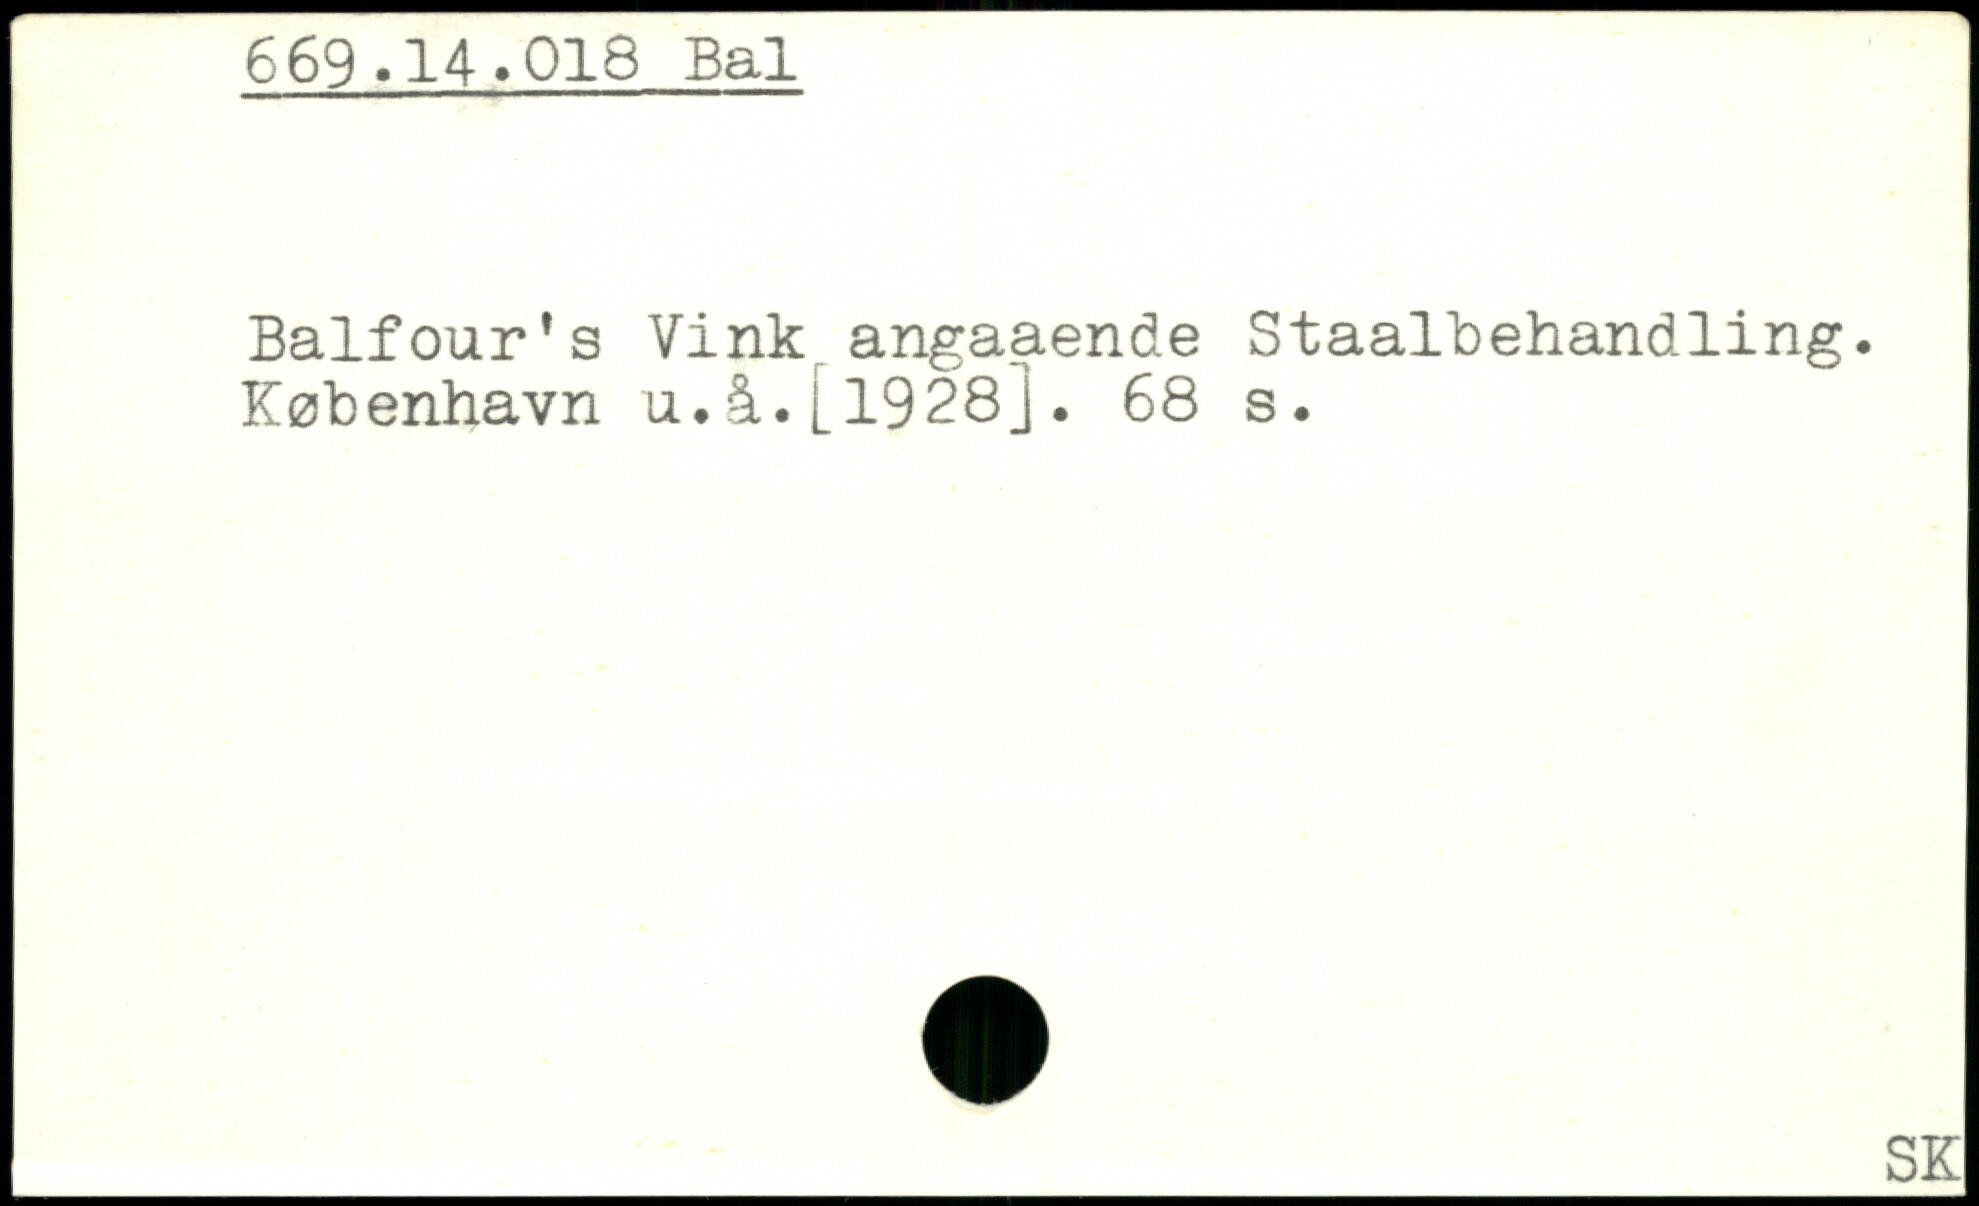 669.14.018 Bal
Balfour's Vink angaaende Staalbehandling.
København u.å.[1928]. 68 s.
SK